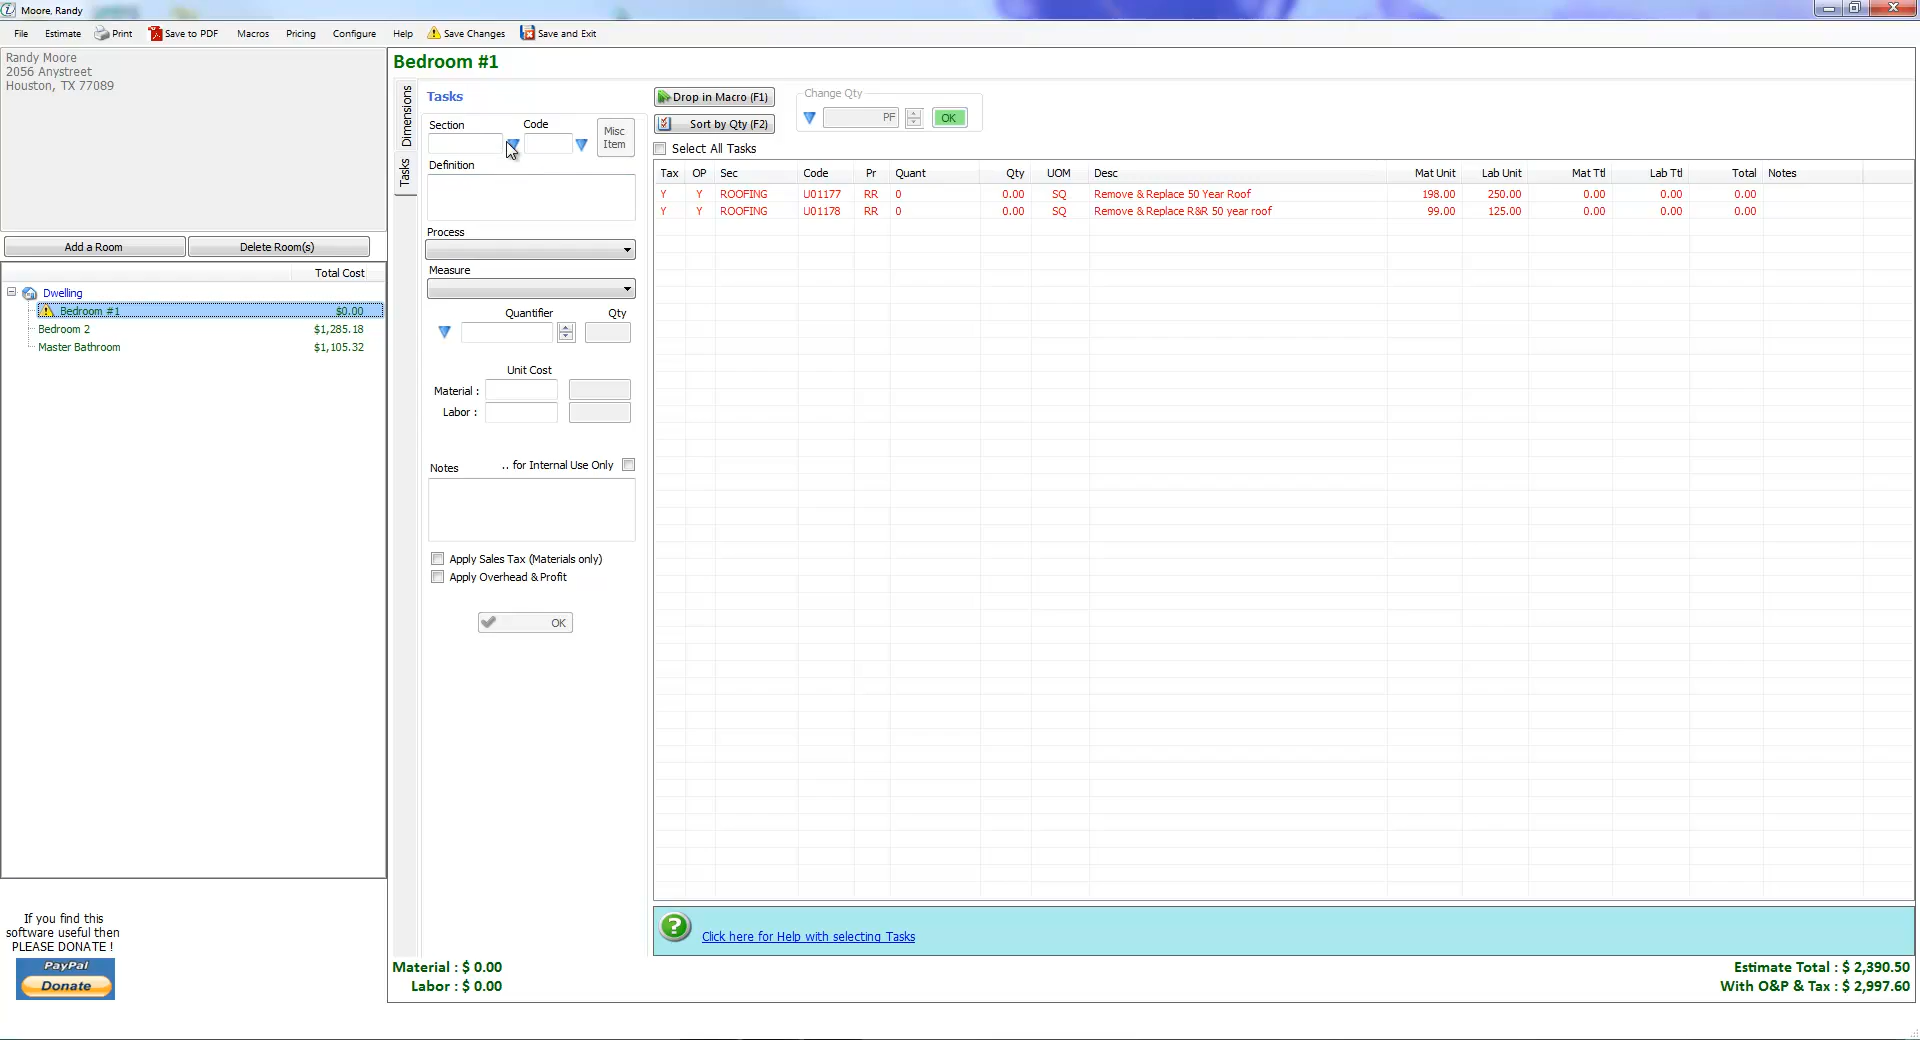 Moore, Randy
File Estimate Print Save to PDF Macros Pricing Configure Help Save Changes Save and Exit
Randy Moore
2056 Anystreet
Houston, TX 77089
Add a Room Delete Room(s)
Total Cost
Dwelling
Bedroom #1 $0.00
Bedroom 2 $1,285.18
Master Bathroom $1,105.32
If you find this
software useful then
PLEASE DONATE !
PayPal
Donate
Bedroom #1
Dimensions
Tasks
Tasks
Section Code
Misc
Item
Definition
Process
Measure
Quantifier Qty
Unit Cost
Material :
Labor :
Notes .. for Internal Use Only
Apply Sales Tax (Materials only)
Apply Overhead & Profit
OK
Drop in Macro (F1)
Sort by Qty (F2)
Change Qty
PF OK
Select All Tasks
Tax OP Sec Code Pr Quant Qty UOM Desc Mat Unit Lab Unit Mat Ttl Lab Ttl Total Notes
Y Y ROOFING U01177 RR 0 0.00 SQ Remove & Replace 50 Year Roof 198.00 250.00 0.00 0.00 0.00
Y Y ROOFING U01178 RR 0 0.00 SQ Remove & Replace R&R 50 year roof 99.00 125.00 0.00 0.00 0.00
Click here for Help with selecting Tasks
Material : $ 0.00
Labor : $ 0.00
Estimate Total : $ 2,390.50
With O&P & Tax : $ 2,997.60